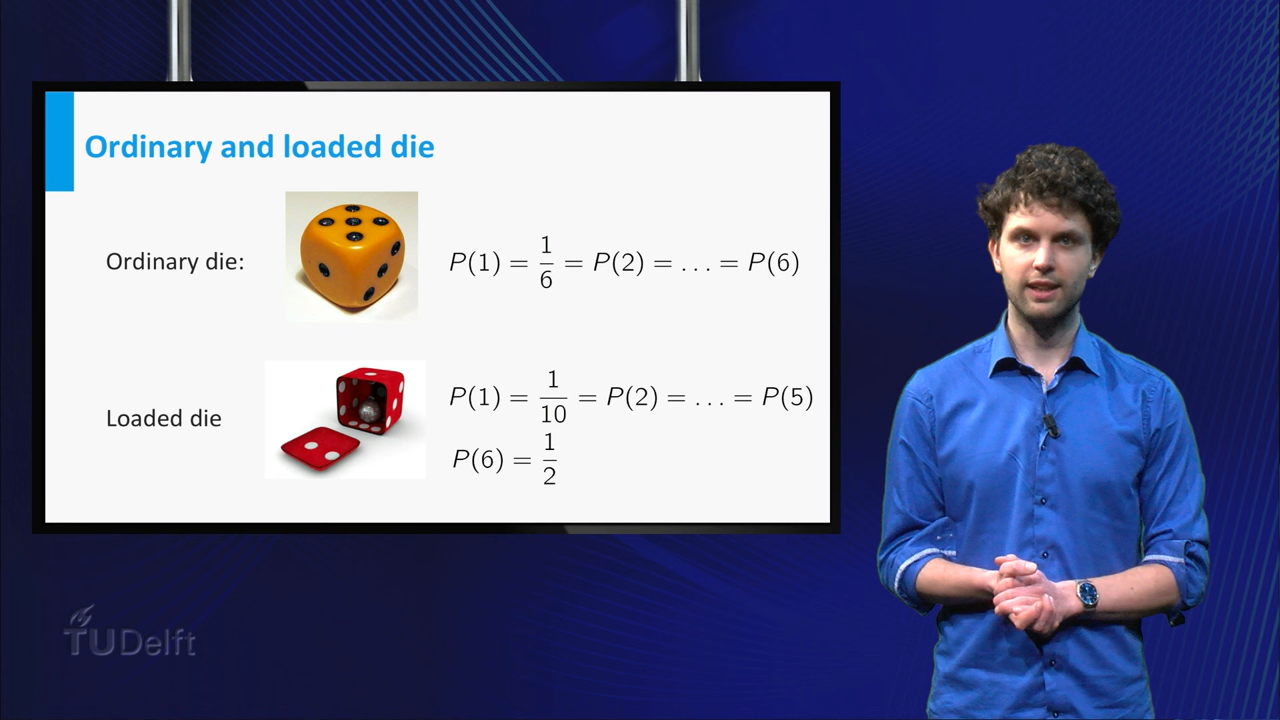 Ordinary and loaded die
Ordinary die: P(1) = 1/6 = P(2) = ... = P(6)
Loaded die P(1) = 1/10 = P(2) = ... = P(5)
P(6) = 1/2
TUDelft